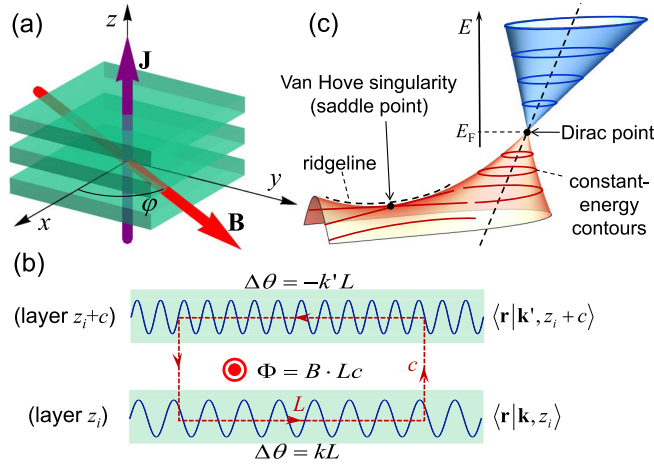 (a)
z
J
x
φ
y
B
(c)
E
Van Hove singularity
(saddle point)
E_F
Dirac point
ridgeline
constant-
energy
contours
(b)
Δθ = −k' L
(layer z_i+c)
⟨r|k', z_i + c⟩
Φ = B · Lc
c
L
(layer z_i)
⟨r|k, z_i⟩
Δθ = kL